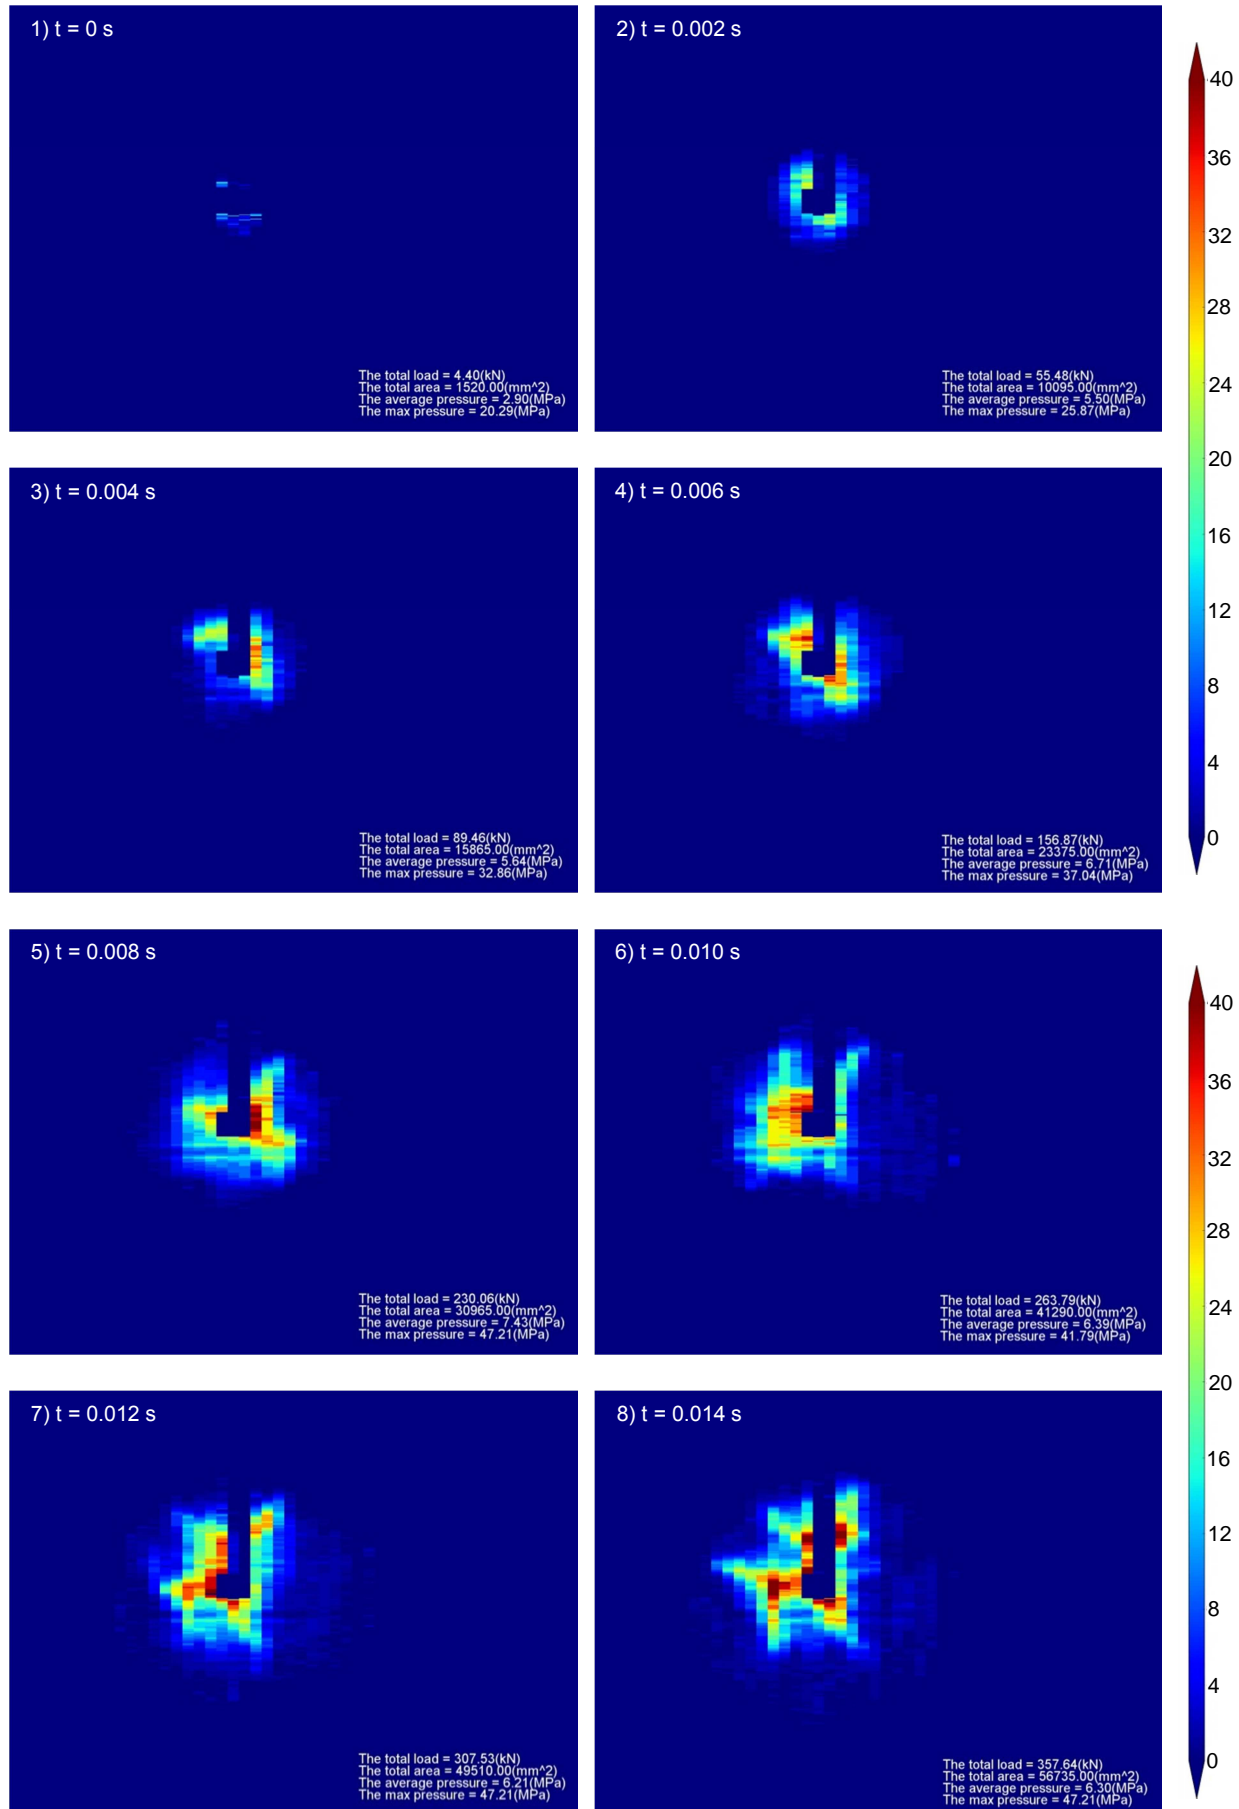 1) t = 0 s
The total load = 4.40(kN)
The total area = 1520.00(mm^2)
The average pressure = 2.90(MPa)
The max pressure = 20.29(MPa)
2) t = 0.002 s
The total load = 55.48(kN)
The total area = 10095.00(mm^2)
The average pressure = 5.50(MPa)
The max pressure = 25.87(MPa)
40
36
32
28
24
20
16
12
8
4
0
3) t = 0.004 s
The total load = 89.46(kN)
The total area = 15865.00(mm^2)
The average pressure = 5.64(MPa)
The max pressure = 32.86(MPa)
4) t = 0.006 s
The total load = 156.87(kN)
The total area = 23375.00(mm^2)
The average pressure = 6.71(MPa)
The max pressure = 37.04(MPa)
5) t = 0.008 s
The total load = 230.06(kN)
The total area = 30965.00(mm^2)
The average pressure = 7.43(MPa)
The max pressure = 47.21(MPa)
6) t = 0.010 s
The total load = 263.79(kN)
The total area = 41290.00(mm^2)
The average pressure = 6.39(MPa)
The max pressure = 41.79(MPa)
40
36
32
28
24
20
16
12
8
4
0
7) t = 0.012 s
The total load = 307.53(kN)
The total area = 49510.00(mm^2)
The average pressure = 6.21(MPa)
The max pressure = 47.21(MPa)
8) t = 0.014 s
The total load = 357.64(kN)
The total area = 56735.00(mm^2)
The average pressure = 6.30(MPa)
The max pressure = 47.21(MPa)